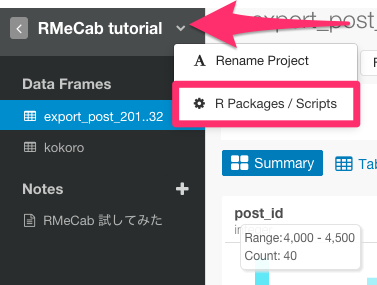 RMeCab tutorial
export_post_
Rename Project
R Packages / Scripts
Data Frames
export_post_201..32
kokoro
Notes
+
RMeCab 試してみた
Summary
Tab
post_id
Range:4,000 - 4,500
Count: 40